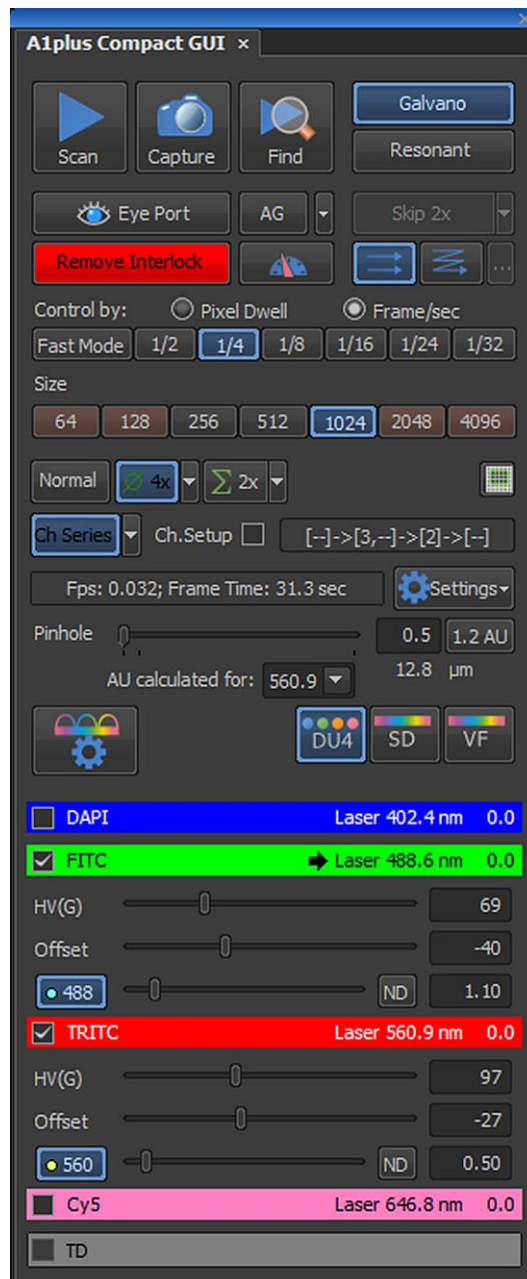 A1plus Compact GUI ×
Scan Capture Find Galvano
Resonant
Eye Port AG Skip 2x
Remove Interlock ...
Control by: Pixel Dwell Frame/sec
Fast Mode 1/2 1/4 1/8 1/16 1/24 1/32
Size
64 128 256 512 1024 2048 4096
Normal Ø 4x Σ 2x
Ch Series Ch.Setup [--]->[3,--]->[2]->[--]
Fps: 0.032; Frame Time: 31.3 sec Settings
Pinhole 0.5 1.2 AU
AU calculated for: 560.9 12.8 µm
DU4 SD VF
DAPI Laser 402.4 nm 0.0
FITC Laser 488.6 nm 0.0
HV(G) 69
Offset -40
488 ND 1.10
TRITC Laser 560.9 nm 0.0
HV(G) 97
Offset -27
560 ND 0.50
Cy5 Laser 646.8 nm 0.0
TD